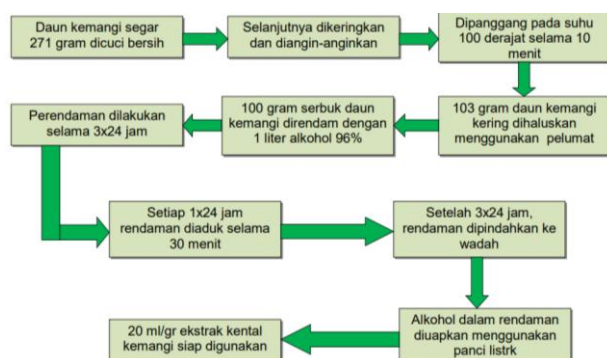 Daun kemangi segar
271 gram dicuci bersih
Selanjutnya dikeringkan
dan diangin-anginkan
Dipanggang pada suhu
100 derajat selama 10
menit
103 gram daun kemangi
kering dihaluskan
menggunakan pelumat
100 gram serbuk daun
kemangi direndam dengan
1 liter alkohol 96%
Perendaman dilakukan
selama 3x24 jam
Setiap 1x24 jam
rendaman diaduk selama
30 menit
Setelah 3x24 jam,
rendaman dipindahkan ke
wadah
Alkohol dalam rendaman
diuapkan menggunakan
panci listrk
20 ml/gr ekstrak kental
kemangi siap digunakan